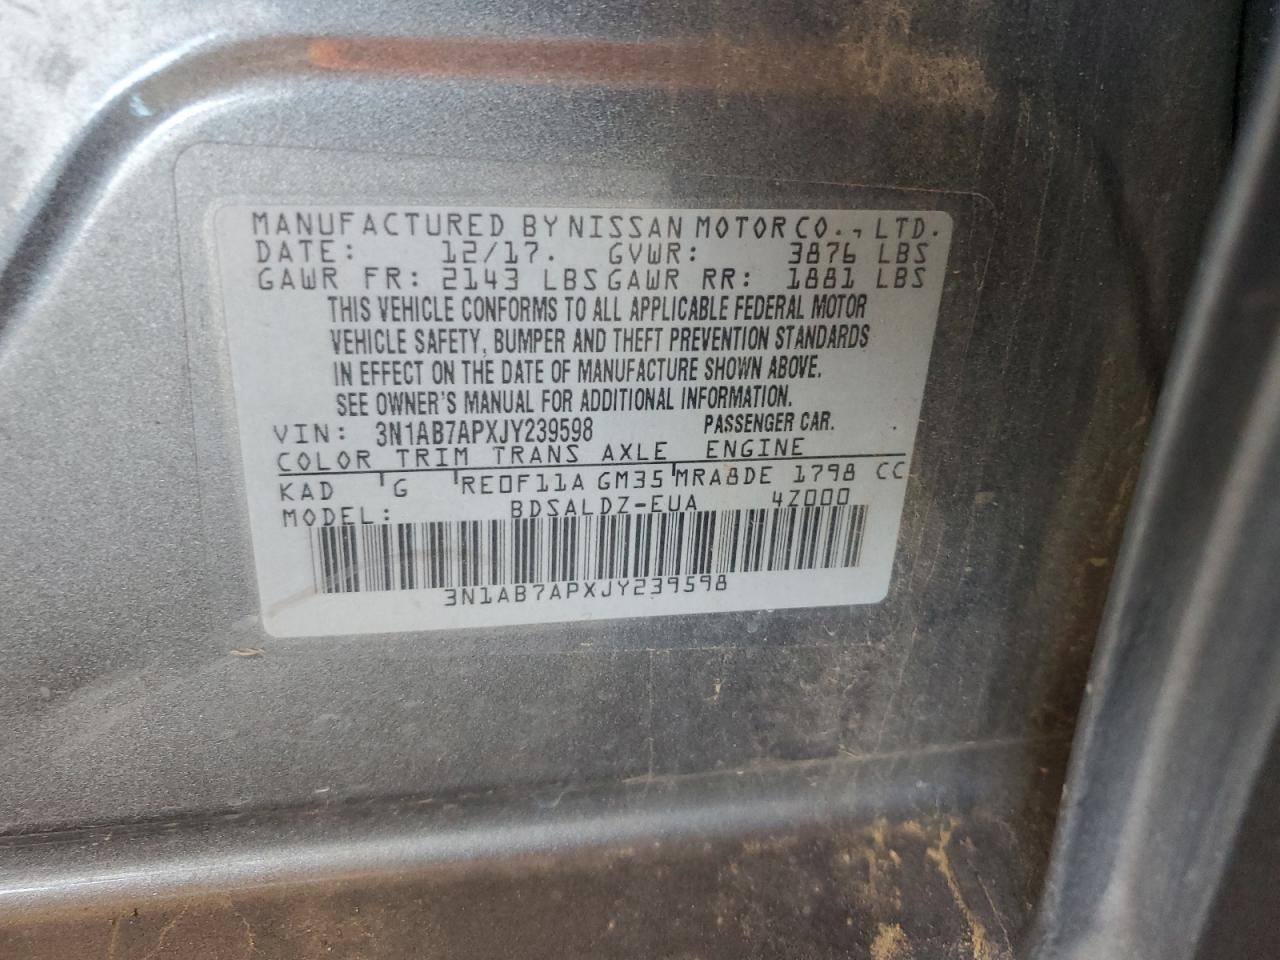 MANUFACTURED BY NISSAN MOTOR CO., LTD.
DATE: 12/17. GVWR: 3876 LBS
GAWR FR: 2143 LBS GAWR RR: 1881 LBS
THIS VEHICLE CONFORMS TO ALL APPLICABLE FEDERAL MOTOR
VEHICLE SAFETY, BUMPER AND THEFT PREVENTION STANDARDS
IN EFFECT ON THE DATE OF MANUFACTURE SHOWN ABOVE.
SEE OWNER'S MANUAL FOR ADDITIONAL INFORMATION.
VIN: 3N1AB7APXJY239598 PASSENGER CAR.
COLOR TRIM TRANS AXLE ENGINE
KAD G RE0F11A GM35 MRA8DE 1798 CC
MODEL: BDSALDZ-EUA 4Z000
3N1AB7APXJY239598